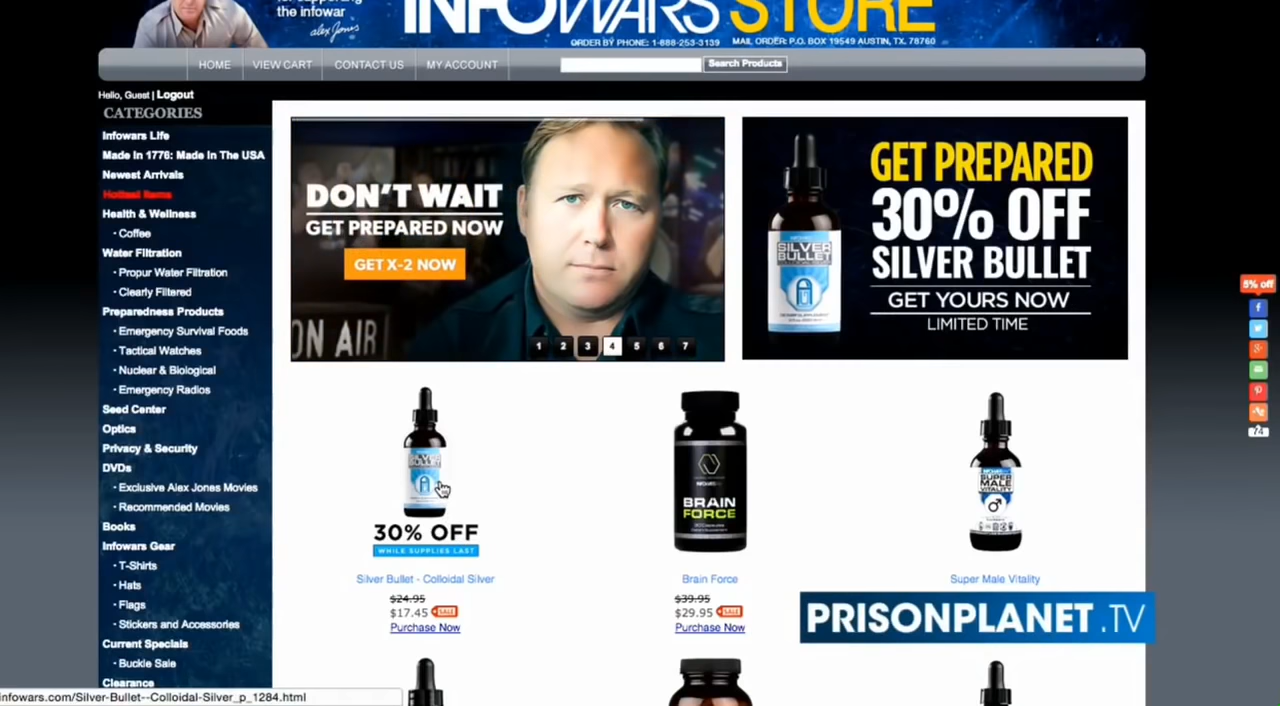 the infowar
alex Jones
INFOWARS STORE
ORDER BY PHONE: 1-888-253-3139 MAIL ORDER: P.O. BOX 19549 AUSTIN, TX. 78760
HOME VIEW CART CONTACT US MY ACCOUNT Search Products
Hello, Guest | Logout
CATEGORIES
Infowars Life
Made In 1776: Made In The USA
Newest Arrivals
Hottest Items
Health & Wellness
· Coffee
Water Filtration
· Propur Water Filtration
· Clearly Filtered
Preparedness Products
· Emergency Survival Foods
· Tactical Watches
· Nuclear & Biological
· Emergency Radios
Seed Center
Optics
Privacy & Security
DVDs
· Exclusive Alex Jones Movies
· Recommended Movies
Books
Infowars Gear
· T-Shirts
· Hats
· Flags
· Stickers and Accessories
Current Specials
· Buckle Sale
Clearance
DON'T WAIT
GET PREPARED NOW
GET X-2 NOW
ON AIR
1 2 3 4 5 6 7
SILVER
BULLET
GET PREPARED
30% OFF
SILVER BULLET
GET YOURS NOW
LIMITED TIME
5% off
24
SILVER
BULLET
30% OFF
WHILE SUPPLIES LAST
Silver Bullet - Colloidal Silver
$24.95
$17.45 SALE
Purchase Now
BRAIN
FORCE
Brain Force
$39.95
$29.95 SALE
Purchase Now
SUPER
MALE
VITALITY
Super Male Vitality
PRISONPLANET.TV
infowars.com/Silver-Bullet--Colloidal-Silver_p_1284.html